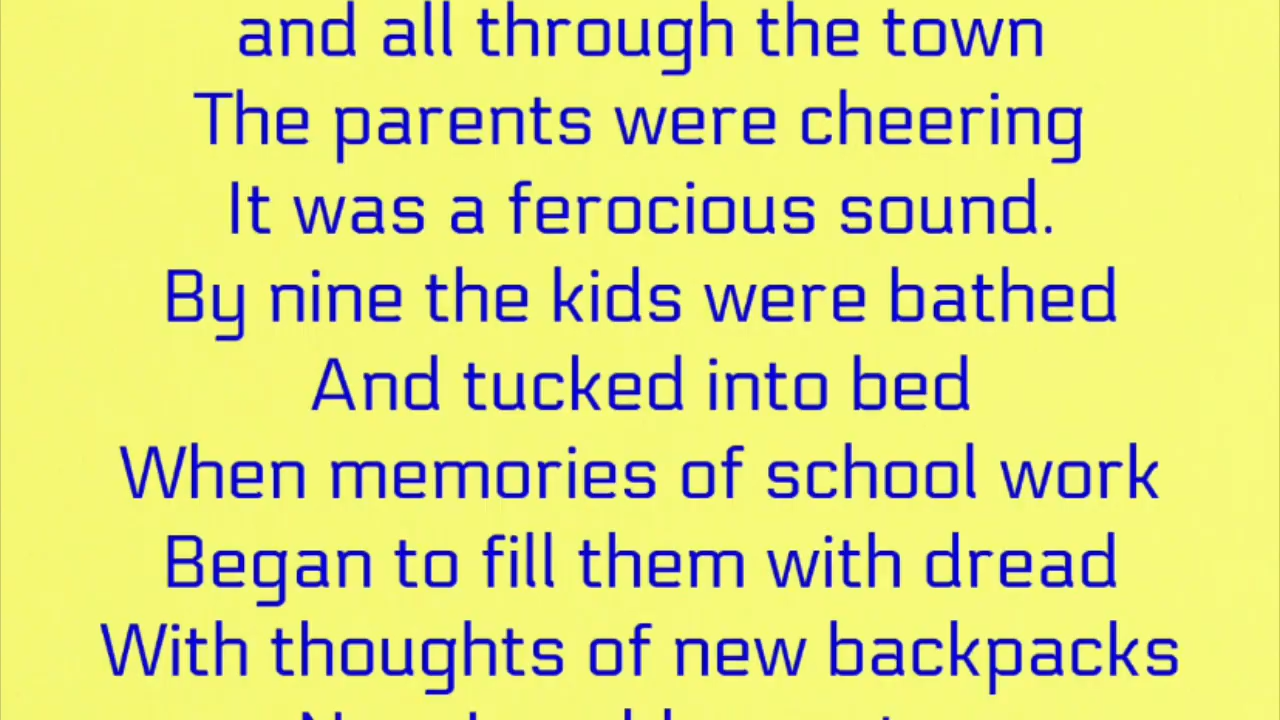 and all through the town
The parents were cheering
It was a ferocious sound.
By nine the kids were bathed
And tucked into bed
When memories of school work
Began to fill them with dread
With thoughts of new backpacks